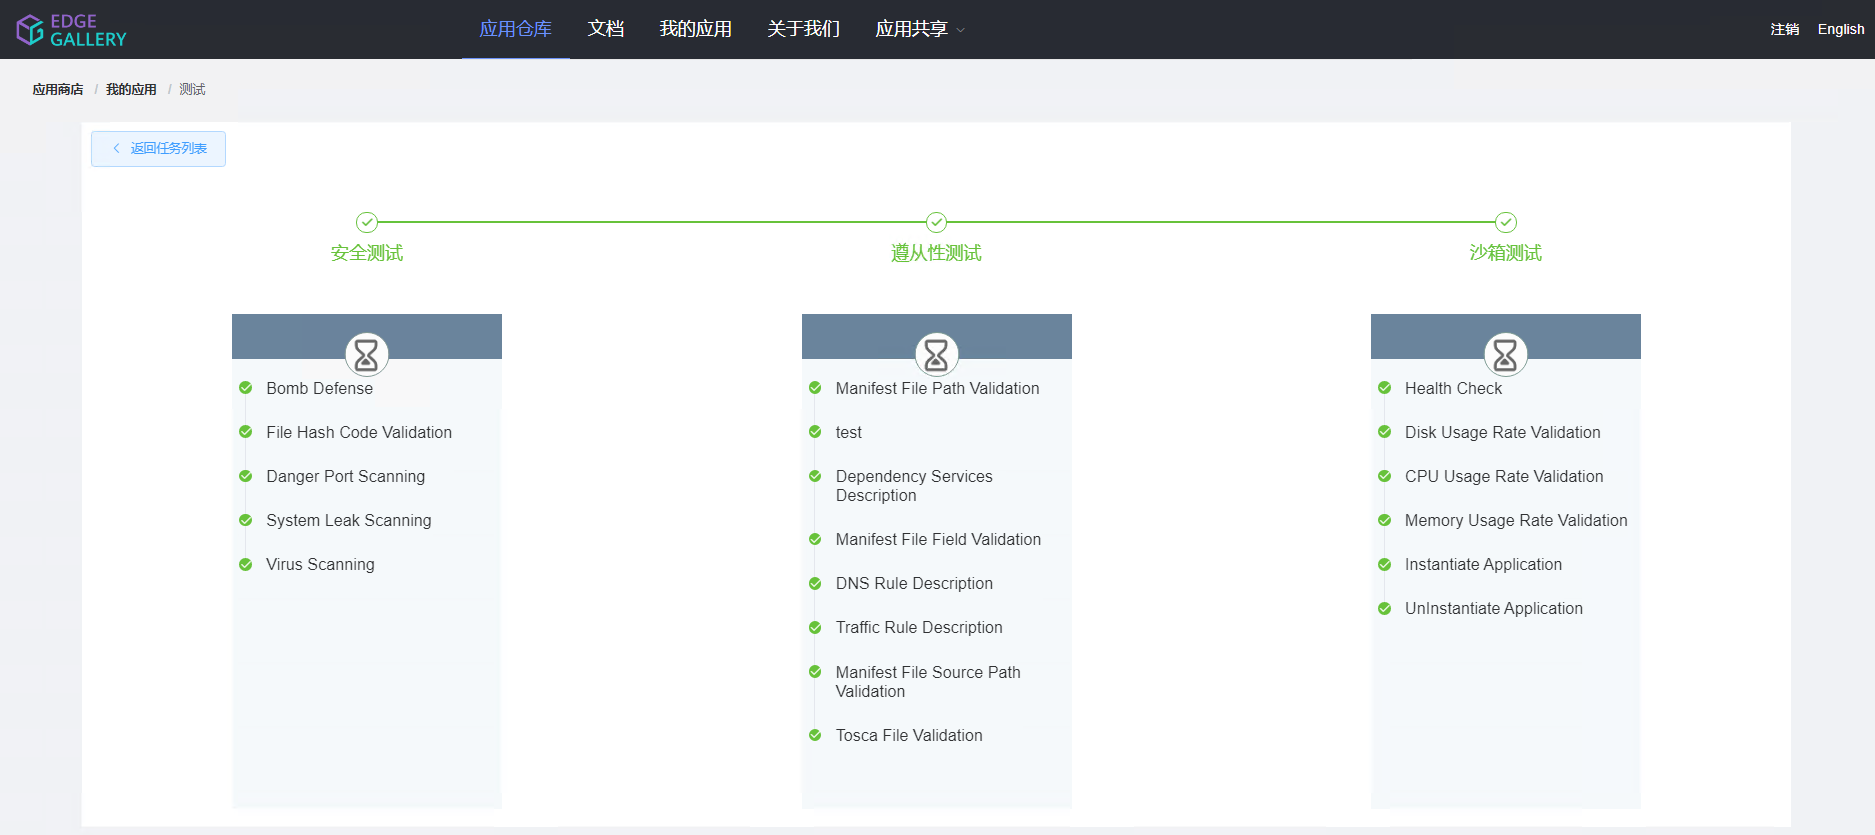 EDGE
GALLERY
应用仓库 文档 我的应用 关于我们 应用共享
注销 English
应用商店 / 我的应用 / 测试
返回任务列表
安全测试
遵从性测试
沙箱测试
Bomb Defense
File Hash Code Validation
Danger Port Scanning
System Leak Scanning
Virus Scanning
Manifest File Path Validation
test
Dependency Services
Description
Manifest File Field Validation
DNS Rule Description
Traffic Rule Description
Manifest File Source Path
Validation
Tosca File Validation
Health Check
Disk Usage Rate Validation
CPU Usage Rate Validation
Memory Usage Rate Validation
Instantiate Application
UnInstantiate Application